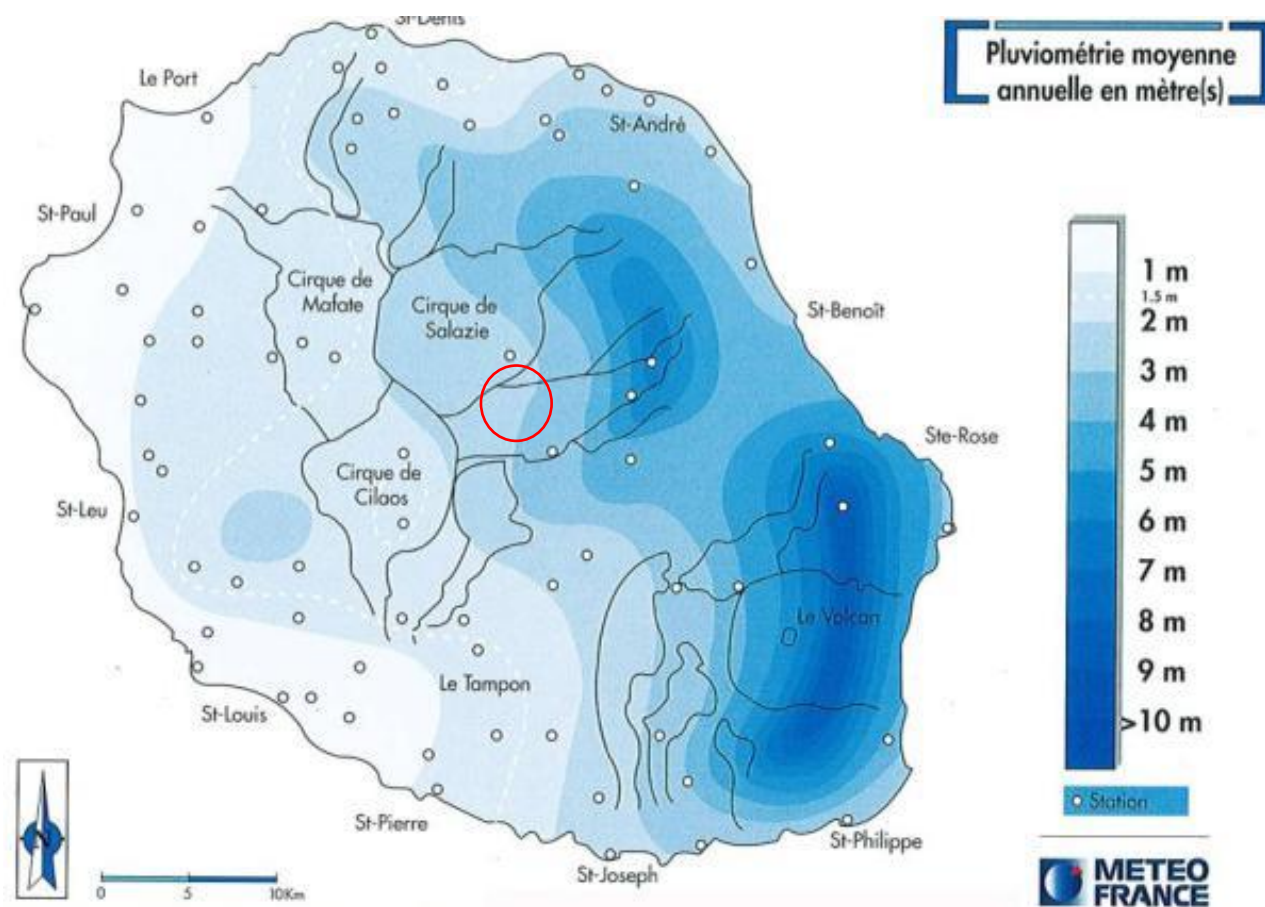 St-Denis
Le Port
St-André
St-Paul
Cirque de
Mafate
Cirque de
Salazie
St-Benoît
Ste-Rose
Cirque de
Cilaos
St-Leu
Le Volcan
Le Tampon
St-Louis
St-Pierre
St-Philippe
St-Joseph
N
0 5 10Km
Pluviométrie moyenne
annuelle en mètre(s)
1 m
1.5 m
2 m
3 m
4 m
5 m
6 m
7 m
8 m
9 m
>10 m
Station
METEO
FRANCE